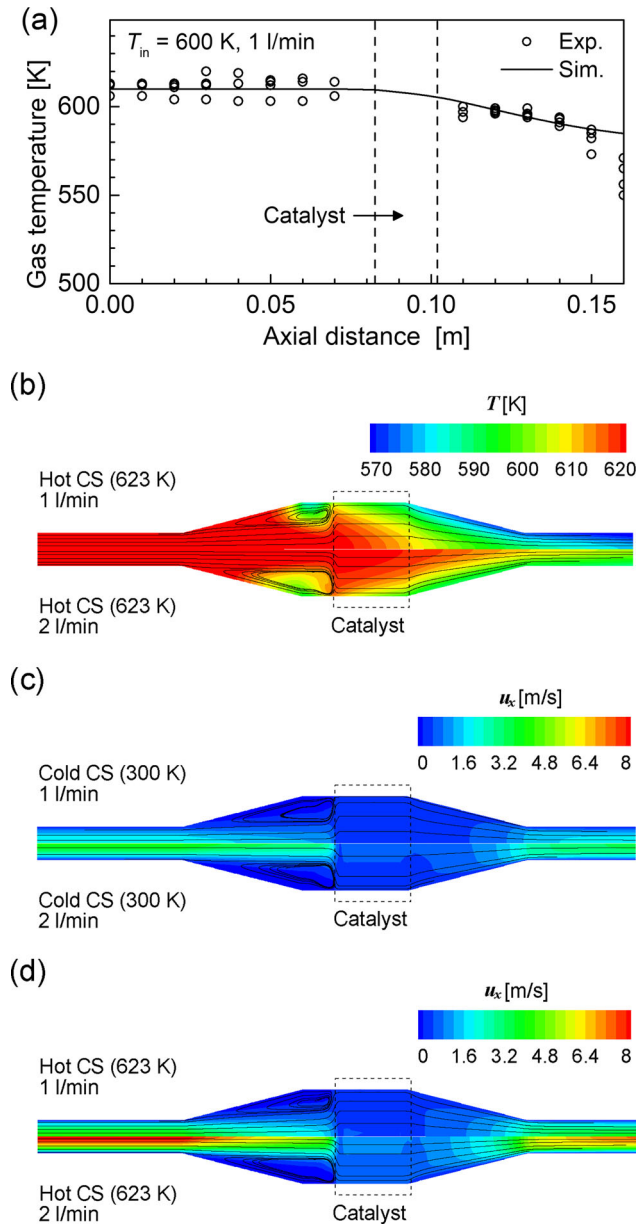 (a)
T_in = 600 K, 1 l/min
Exp.
Sim.
Gas temperature [K]
600
550
500
Catalyst
0.00 0.05 0.10 0.15
Axial distance [m]
(b)
T[K]
570 580 590 600 610 620
Hot CS (623 K)
1 l/min
Hot CS (623 K)
2 l/min
Catalyst
(c)
u_x[m/s]
0 1.6 3.2 4.8 6.4 8
Cold CS (300 K)
1 l/min
Cold CS (300 K)
2 l/min
Catalyst
(d)
u_x[m/s]
0 1.6 3.2 4.8 6.4 8
Hot CS (623 K)
1 l/min
Hot CS (623 K)
2 l/min
Catalyst